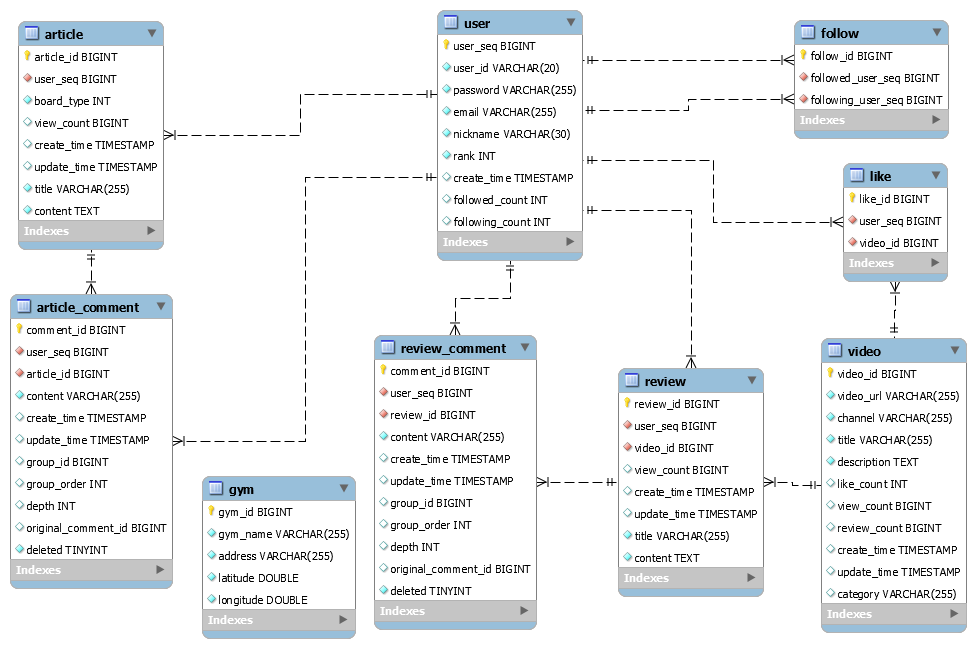 article
article_id BIGINT
user_seq BIGINT
board_type INT
view_count BIGINT
create_time TIMESTAMP
update_time TIMESTAMP
title VARCHAR(255)
content TEXT
Indexes
user
user_seq BIGINT
user_id VARCHAR(20)
password VARCHAR(255)
email VARCHAR(255)
nickname VARCHAR(30)
rank INT
create_time TIMESTAMP
followed_count INT
following_count INT
Indexes
follow
follow_id BIGINT
followed_user_seq BIGINT
following_user_seq BIGINT
Indexes
like
like_id BIGINT
user_seq BIGINT
video_id BIGINT
Indexes
article_comment
comment_id BIGINT
user_seq BIGINT
article_id BIGINT
content VARCHAR(255)
create_time TIMESTAMP
update_time TIMESTAMP
group_id BIGINT
group_order INT
depth INT
original_comment_id BIGINT
deleted TINYINT
Indexes
gym
gym_id BIGINT
gym_name VARCHAR(255)
address VARCHAR(255)
latitude DOUBLE
longitude DOUBLE
Indexes
review_comment
comment_id BIGINT
user_seq BIGINT
review_id BIGINT
content VARCHAR(255)
create_time TIMESTAMP
update_time TIMESTAMP
group_id BIGINT
group_order INT
depth INT
original_comment_id BIGINT
deleted TINYINT
Indexes
review
review_id BIGINT
user_seq BIGINT
video_id BIGINT
view_count BIGINT
create_time TIMESTAMP
update_time TIMESTAMP
title VARCHAR(255)
content TEXT
Indexes
video
video_id BIGINT
video_url VARCHAR(255)
channel VARCHAR(255)
title VARCHAR(255)
description TEXT
like_count INT
view_count BIGINT
review_count BIGINT
create_time TIMESTAMP
update_time TIMESTAMP
category VARCHAR(255)
Indexes